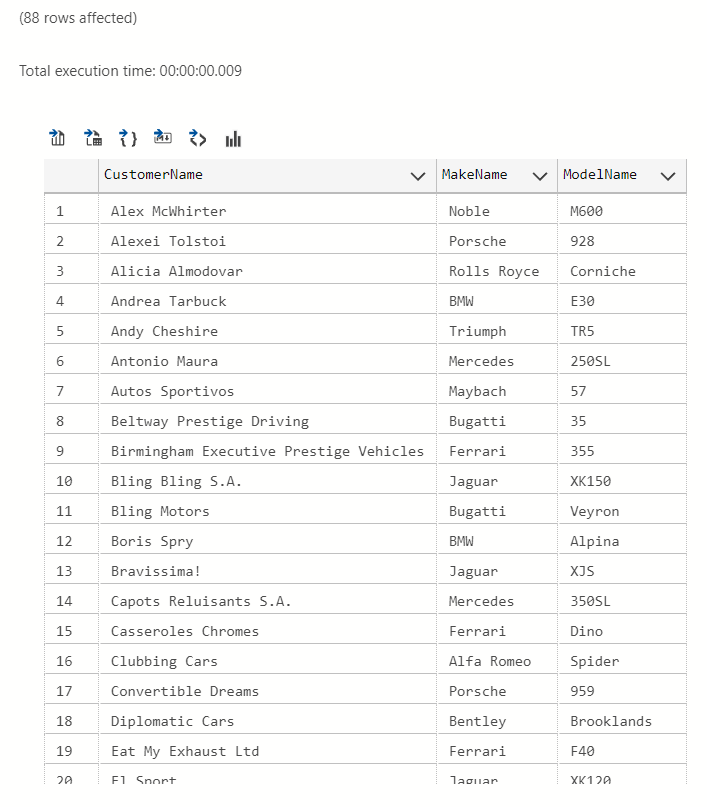 (88 rows affected)
Total execution time: 00:00:00.009
CustomerName MakeName ModelName
1 Alex McWhirter Noble M600
2 Alexei Tolstoi Porsche 928
3 Alicia Almodovar Rolls Royce Corniche
4 Andrea Tarbuck BMW E30
5 Andy Cheshire Triumph TR5
6 Antonio Maura Mercedes 250SL
7 Autos Sportivos Maybach 57
8 Beltway Prestige Driving Bugatti 35
9 Birmingham Executive Prestige Vehicles Ferrari 355
10 Bling Bling S.A. Jaguar XK150
11 Bling Motors Bugatti Veyron
12 Boris Spry BMW Alpina
13 Bravissima! Jaguar XJS
14 Capots Reluisants S.A. Mercedes 350SL
15 Casseroles Chromes Ferrari Dino
16 Clubbing Cars Alfa Romeo Spider
17 Convertible Dreams Porsche 959
18 Diplomatic Cars Bentley Brooklands
19 Eat My Exhaust Ltd Ferrari F40
20 El Sport Jaguar XK120